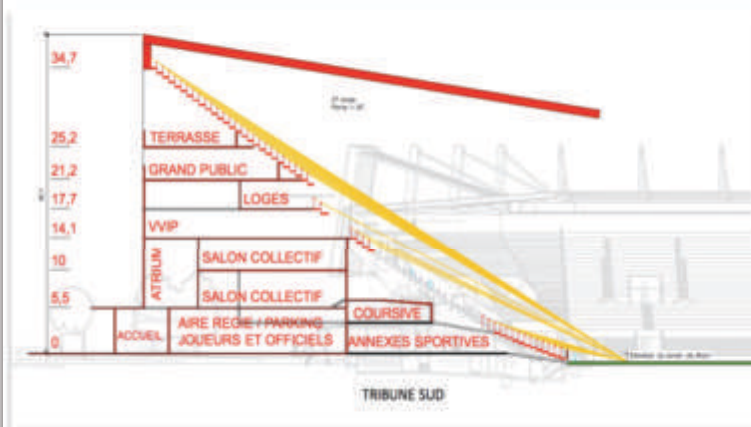 34,7
25,2
21,2
17,7
14,1
10
5,5
0
TERRASSE
GRAND PUBLIC
LOGES
VVIP
ATRIUM
SALON COLLECTIF
SALON COLLECTIF
COURSIVE
ACCUEIL
AIRE REGIE / PARKING
JOUEURS ET OFFICIELS
ANNEXES SPORTIVES
TRIBUNE SUD